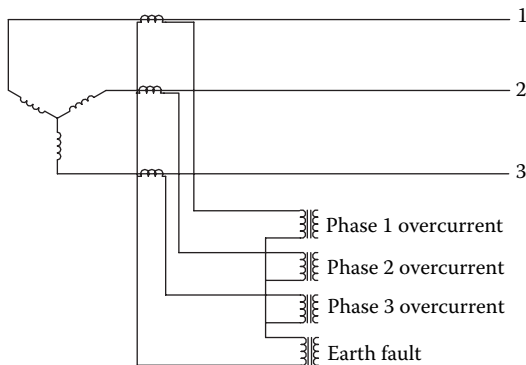 1
2
3
Phase 1 overcurrent
Phase 2 overcurrent
Phase 3 overcurrent
Earth fault